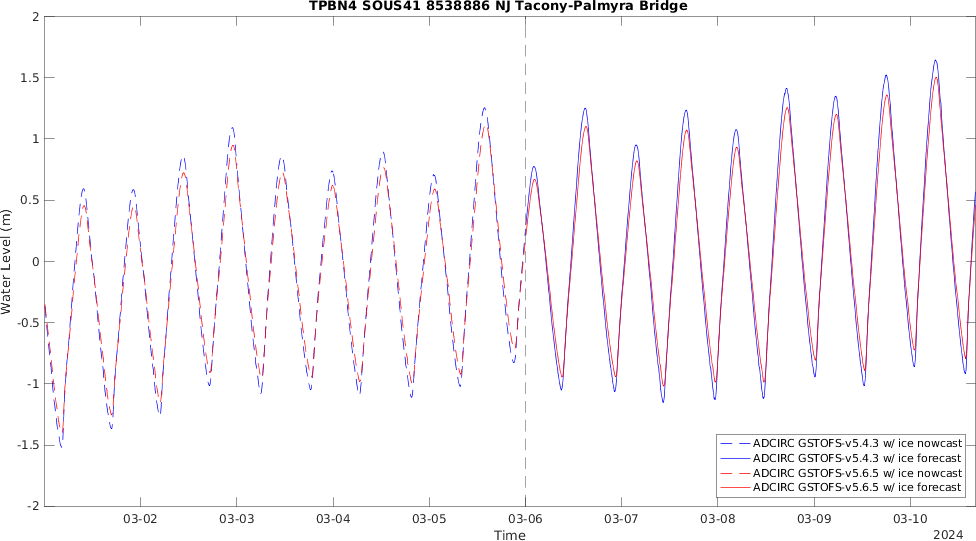 TPBN4 SOUS41 8538886 NJ Tacony-Palmyra Bridge
2
1.5
1
0.5
0
-0.5
-1
-1.5
-2
Water Level (m)
03-02 03-03 03-04 03-05 03-06 03-07 03-08 03-09 03-10
Time
2024
ADCIRC GSTOFS-v5.4.3 w/ ice nowcast
ADCIRC GSTOFS-v5.4.3 w/ ice forecast
ADCIRC GSTOFS-v5.6.5 w/ ice nowcast
ADCIRC GSTOFS-v5.6.5 w/ ice forecast